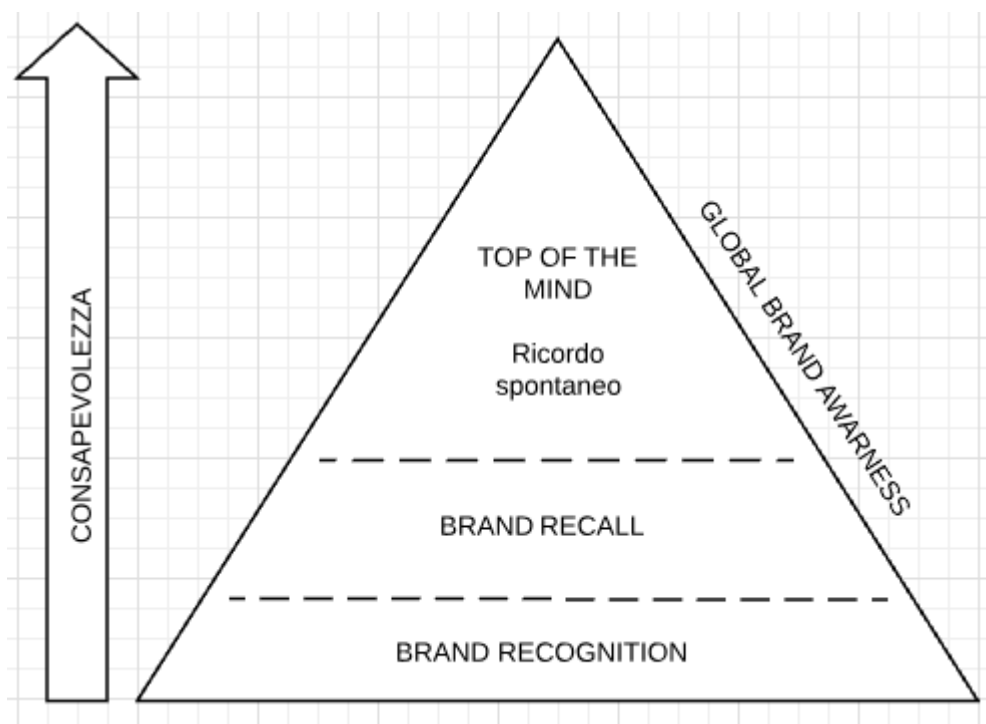 CONSAPEVOLEZZA
TOP OF THE
MIND
Ricordo
spontaneo
GLOBAL BRAND AWARNESS
BRAND RECALL
BRAND RECOGNITION